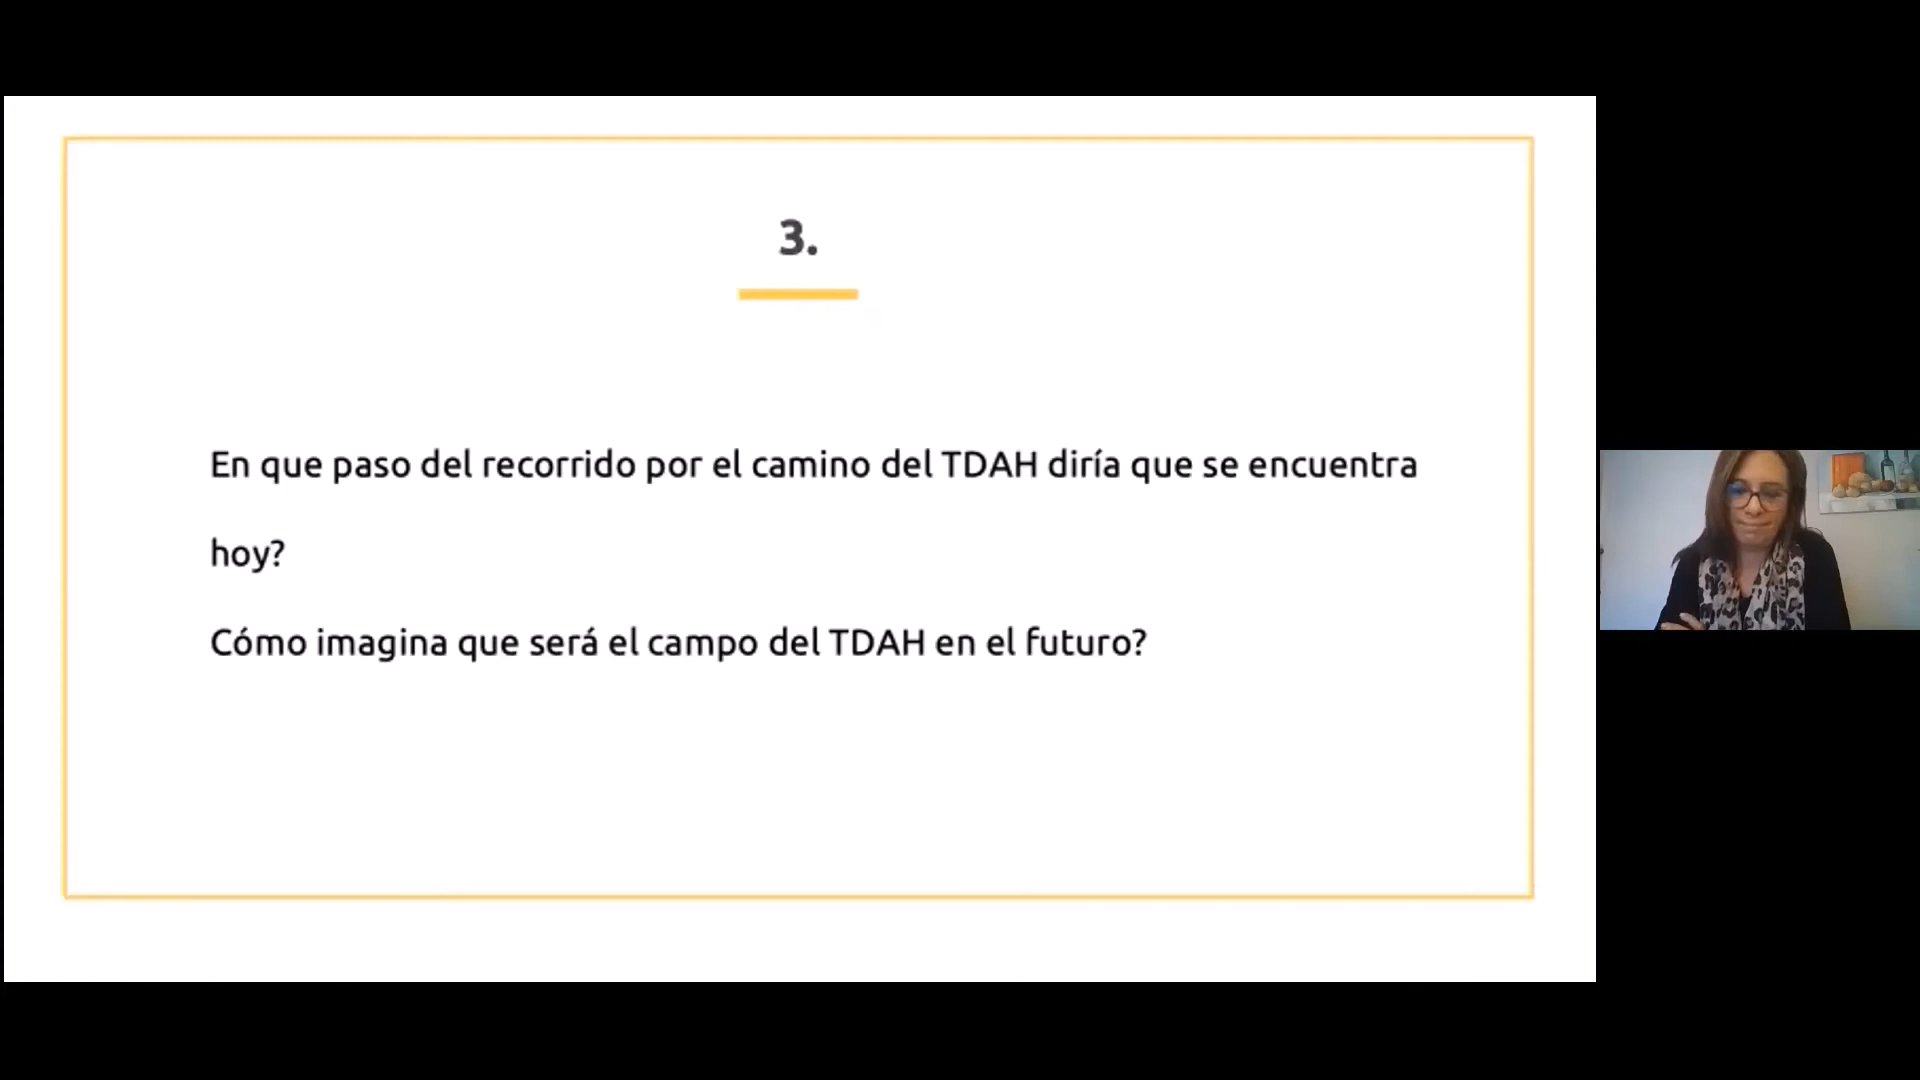 3.
En que paso del recorrido por el camino del TDAH diría que se encuentra
hoy?
Cómo imagina que será el campo del TDAH en el futuro?